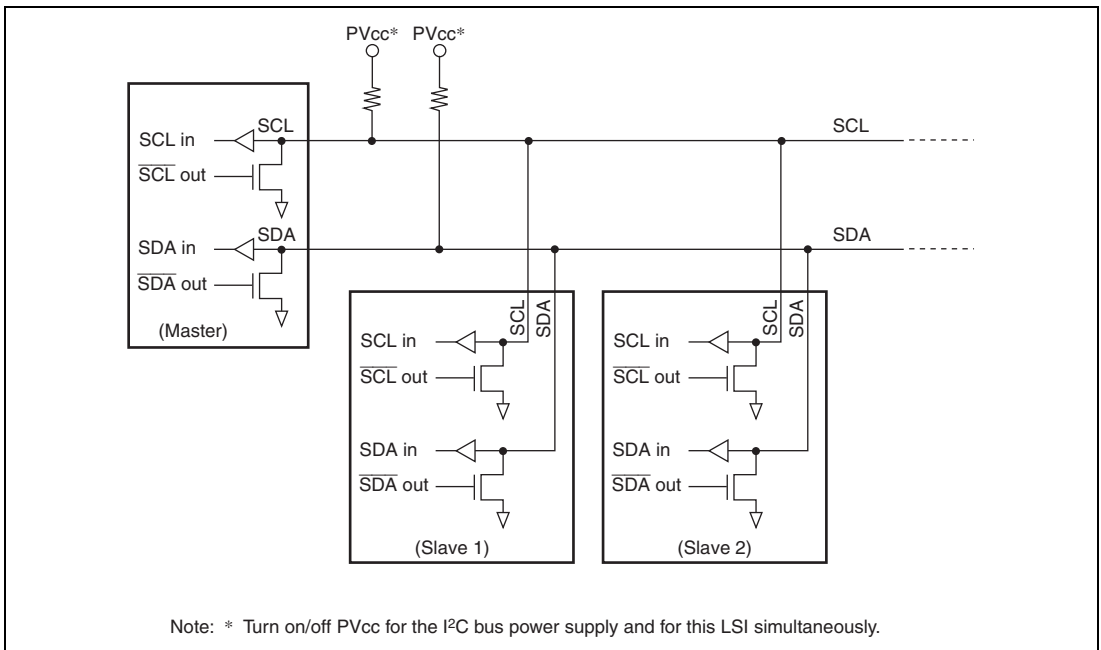 PVcc* PVcc*
SCL
SCL
SCL in
SCL out
SDA
SDA
SDA in
SDA out
(Master)
SCL
SDA
SCL in
SCL out
SDA in
SDA out
(Slave 1)
SCL
SDA
SCL in
SCL out
SDA in
SDA out
(Slave 2)
Note: * Turn on/off PVcc for the I²C bus power supply and for this LSI simultaneously.